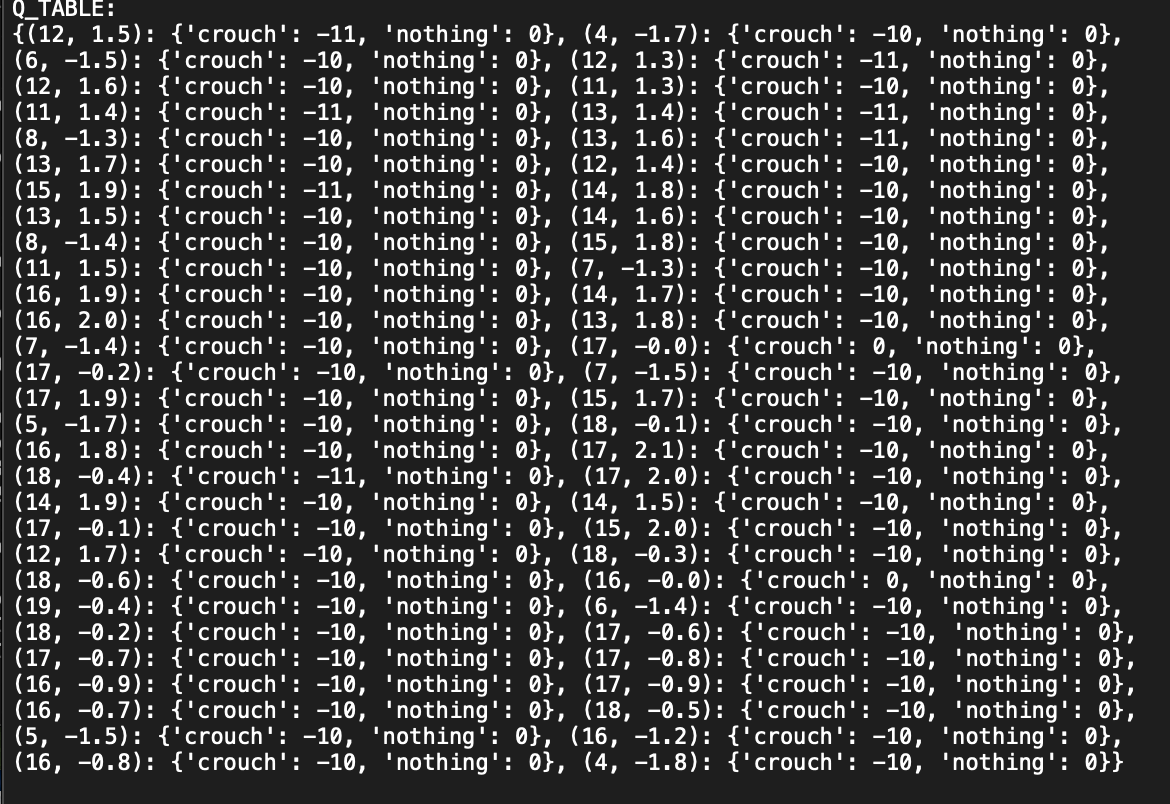 Q_TABLE:
{(12, 1.5): {'crouch': -11, 'nothing': 0}, (4, -1.7): {'crouch': -10, 'nothing': 0},
(6, -1.5): {'crouch': -10, 'nothing': 0}, (12, 1.3): {'crouch': -11, 'nothing': 0},
(12, 1.6): {'crouch': -10, 'nothing': 0}, (11, 1.3): {'crouch': -10, 'nothing': 0},
(11, 1.4): {'crouch': -11, 'nothing': 0}, (13, 1.4): {'crouch': -11, 'nothing': 0},
(8, -1.3): {'crouch': -10, 'nothing': 0}, (13, 1.6): {'crouch': -11, 'nothing': 0},
(13, 1.7): {'crouch': -10, 'nothing': 0}, (12, 1.4): {'crouch': -10, 'nothing': 0},
(15, 1.9): {'crouch': -11, 'nothing': 0}, (14, 1.8): {'crouch': -10, 'nothing': 0},
(13, 1.5): {'crouch': -10, 'nothing': 0}, (14, 1.6): {'crouch': -10, 'nothing': 0},
(8, -1.4): {'crouch': -10, 'nothing': 0}, (15, 1.8): {'crouch': -10, 'nothing': 0},
(11, 1.5): {'crouch': -10, 'nothing': 0}, (7, -1.3): {'crouch': -10, 'nothing': 0},
(16, 1.9): {'crouch': -10, 'nothing': 0}, (14, 1.7): {'crouch': -10, 'nothing': 0},
(16, 2.0): {'crouch': -10, 'nothing': 0}, (13, 1.8): {'crouch': -10, 'nothing': 0},
(7, -1.4): {'crouch': -10, 'nothing': 0}, (17, -0.0): {'crouch': 0, 'nothing': 0},
(17, -0.2): {'crouch': -10, 'nothing': 0}, (7, -1.5): {'crouch': -10, 'nothing': 0},
(17, 1.9): {'crouch': -10, 'nothing': 0}, (15, 1.7): {'crouch': -10, 'nothing': 0},
(5, -1.7): {'crouch': -10, 'nothing': 0}, (18, -0.1): {'crouch': -10, 'nothing': 0},
(16, 1.8): {'crouch': -10, 'nothing': 0}, (17, 2.1): {'crouch': -10, 'nothing': 0},
(18, -0.4): {'crouch': -11, 'nothing': 0}, (17, 2.0): {'crouch': -10, 'nothing': 0},
(14, 1.9): {'crouch': -10, 'nothing': 0}, (14, 1.5): {'crouch': -10, 'nothing': 0},
(17, -0.1): {'crouch': -10, 'nothing': 0}, (15, 2.0): {'crouch': -10, 'nothing': 0},
(12, 1.7): {'crouch': -10, 'nothing': 0}, (18, -0.3): {'crouch': -10, 'nothing': 0},
(18, -0.6): {'crouch': -10, 'nothing': 0}, (16, -0.0): {'crouch': 0, 'nothing': 0},
(19, -0.4): {'crouch': -10, 'nothing': 0}, (6, -1.4): {'crouch': -10, 'nothing': 0},
(18, -0.2): {'crouch': -10, 'nothing': 0}, (17, -0.6): {'crouch': -10, 'nothing': 0},
(17, -0.7): {'crouch': -10, 'nothing': 0}, (17, -0.8): {'crouch': -10, 'nothing': 0},
(16, -0.9): {'crouch': -10, 'nothing': 0}, (17, -0.9): {'crouch': -10, 'nothing': 0},
(16, -0.7): {'crouch': -10, 'nothing': 0}, (18, -0.5): {'crouch': -10, 'nothing': 0},
(5, -1.5): {'crouch': -10, 'nothing': 0}, (16, -1.2): {'crouch': -10, 'nothing': 0},
(16, -0.8): {'crouch': -10, 'nothing': 0}, (4, -1.8): {'crouch': -10, 'nothing': 0}}